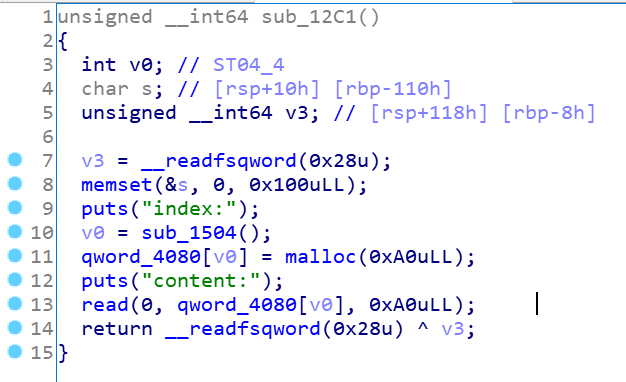 1 unsigned __int64 sub_12C1()
2 {
3 int v0; // ST04_4
4 char s; // [rsp+10h] [rbp-110h]
5 unsigned __int64 v3; // [rsp+118h] [rbp-8h]
6
7 v3 = __readfsqword(0x28u);
8 memset(&s, 0, 0x100uLL);
9 puts("index:");
10 v0 = sub_1504();
11 qword_4080[v0] = malloc(0xA0uLL);
12 puts("content:");
13 read(0, qword_4080[v0], 0xA0uLL);
14 return __readfsqword(0x28u) ^ v3;
15 }